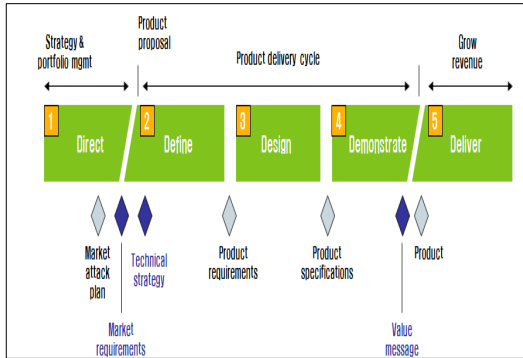 Strategy &
portfolio mgmt
Product
proposal
Product delivery cycle
Grow
revenue
1
Direct
2
Define
3
Design
4
Demonstrate
5
Deliver
Market
attack
plan
Technical
strategy
Product
requirements
Product
specifications
Product
Market
requirements
Value
message